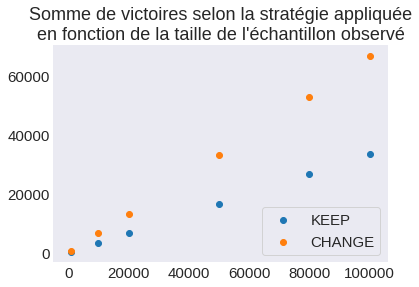 Somme de victoires selon la stratégie appliquée
en fonction de la taille de l'échantillon observé
60000
40000
20000
0
KEEP
CHANGE
0 20000 40000 60000 80000 100000